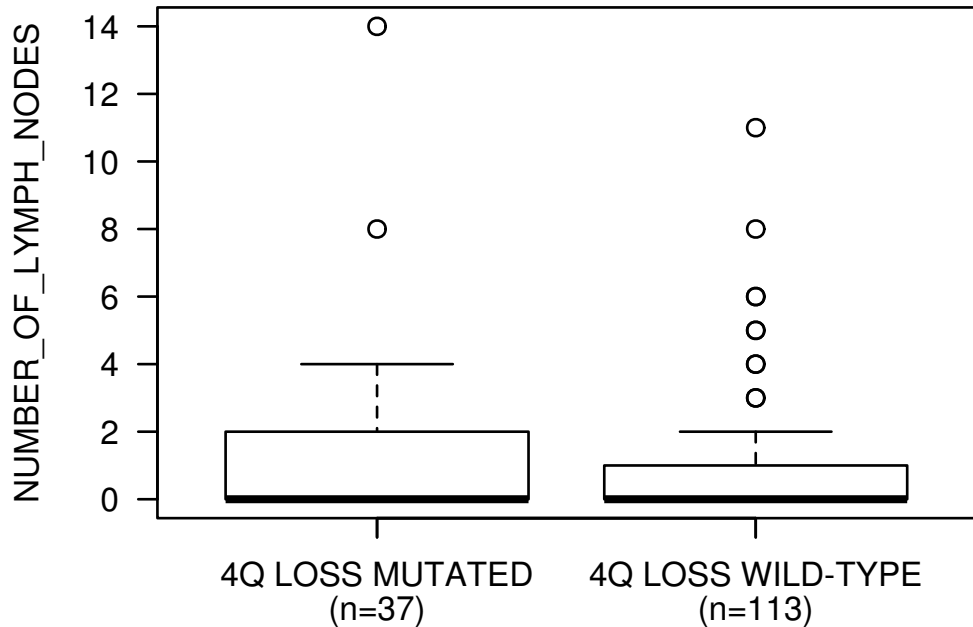 NUMBER_OF_LYMPH_NODES
14
12
10
8
6
4
2
0
4Q LOSS MUTATED
(n=37)
4Q LOSS WILD-TYPE
(n=113)